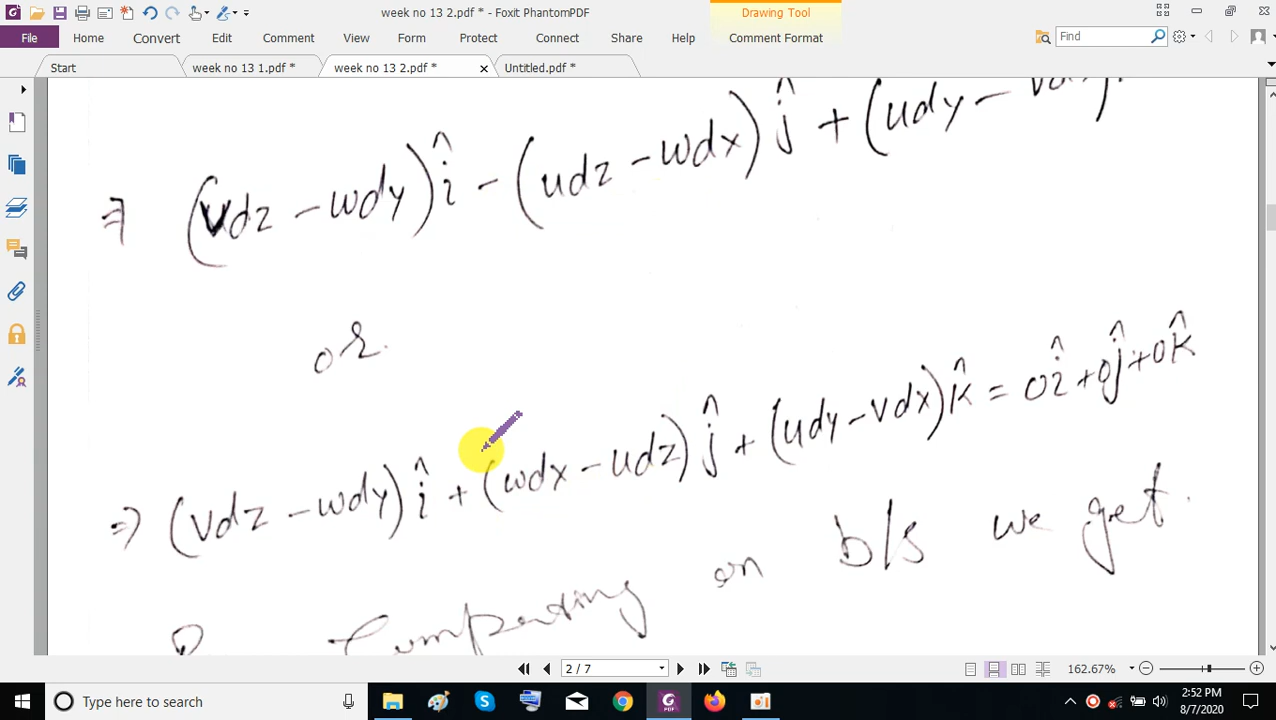 week no 13 2.pdf * - Foxit PhantomPDF
Drawing Tool
File Home Convert Edit Comment View Form Protect Connect Share Help Comment Format Find
Start week no 13 1.pdf * week no 13 2.pdf * Untitled.pdf *
⇒ (vdz - wdy) î - (udz - wdx) ĵ + (udy -
or
⇒ (vdz - wdy) î + (wdx - udz) ĵ + (udy - vdx) k̂ = 0î + 0ĵ + 0k̂
Comparing on b/s we get.
2 / 7 162.67%
Type here to search
2:52 PM
8/7/2020